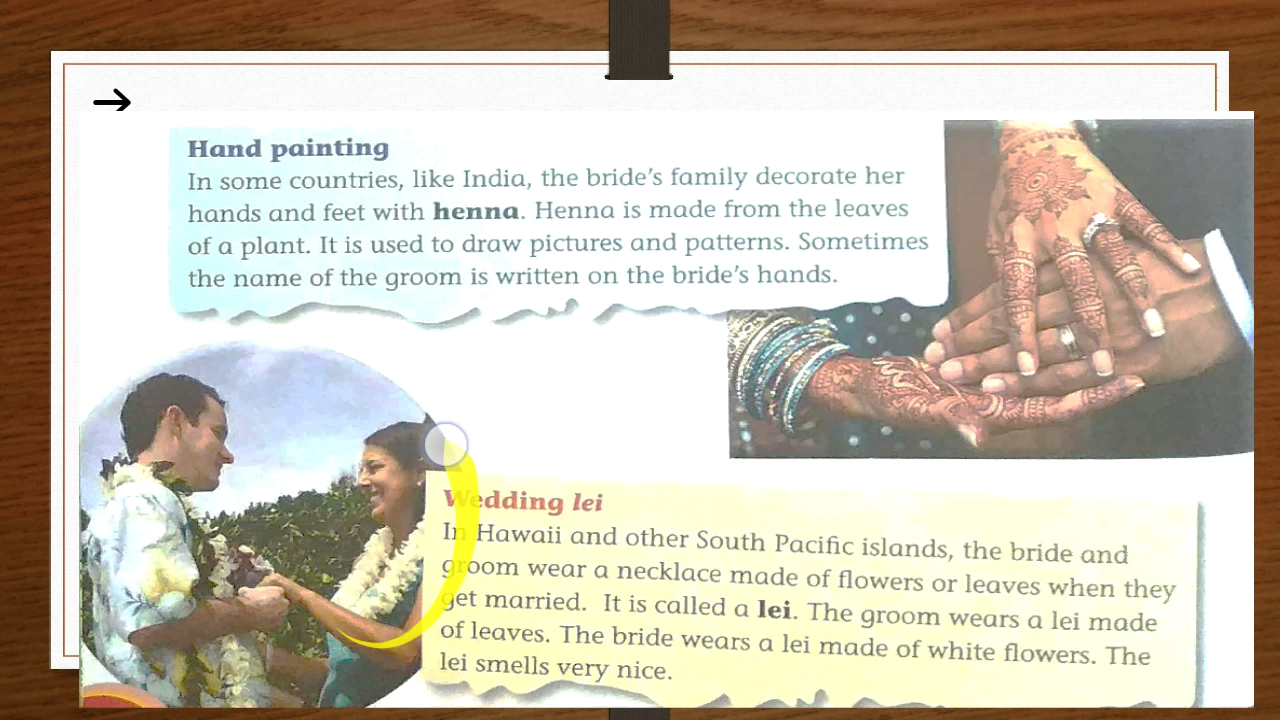 Hand painting
In some countries, like India, the bride's family decorate her
hands and feet with henna. Henna is made from the leaves
of a plant. It is used to draw pictures and patterns. Sometimes
the name of the groom is written on the bride's hands.
Wedding lei
In Hawaii and other South Pacific islands, the bride and
groom wear a necklace made of flowers or leaves when they
get married. It is called a lei. The groom wears a lei made
of leaves. The bride wears a lei made of white flowers. The
lei smells very nice.